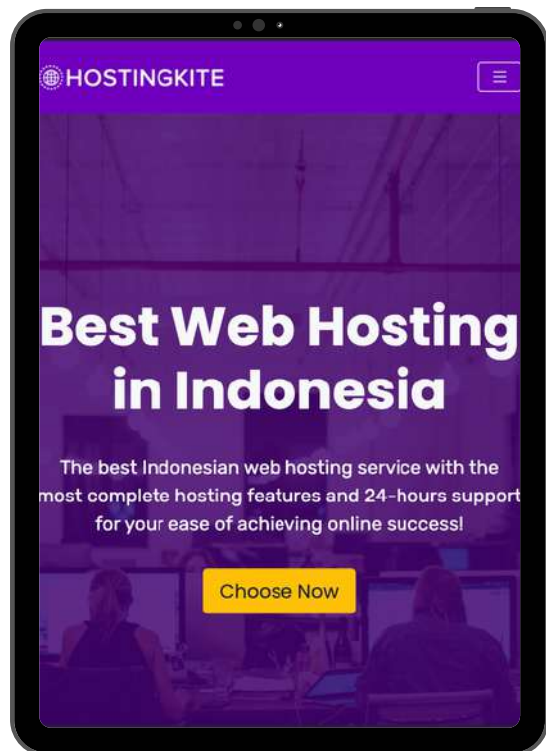 HOSTINGKITE
Best Web Hosting
in Indonesia
The best Indonesian web hosting service with the
most complete hosting features and 24-hours support
for your ease of achieving online success!
Choose Now